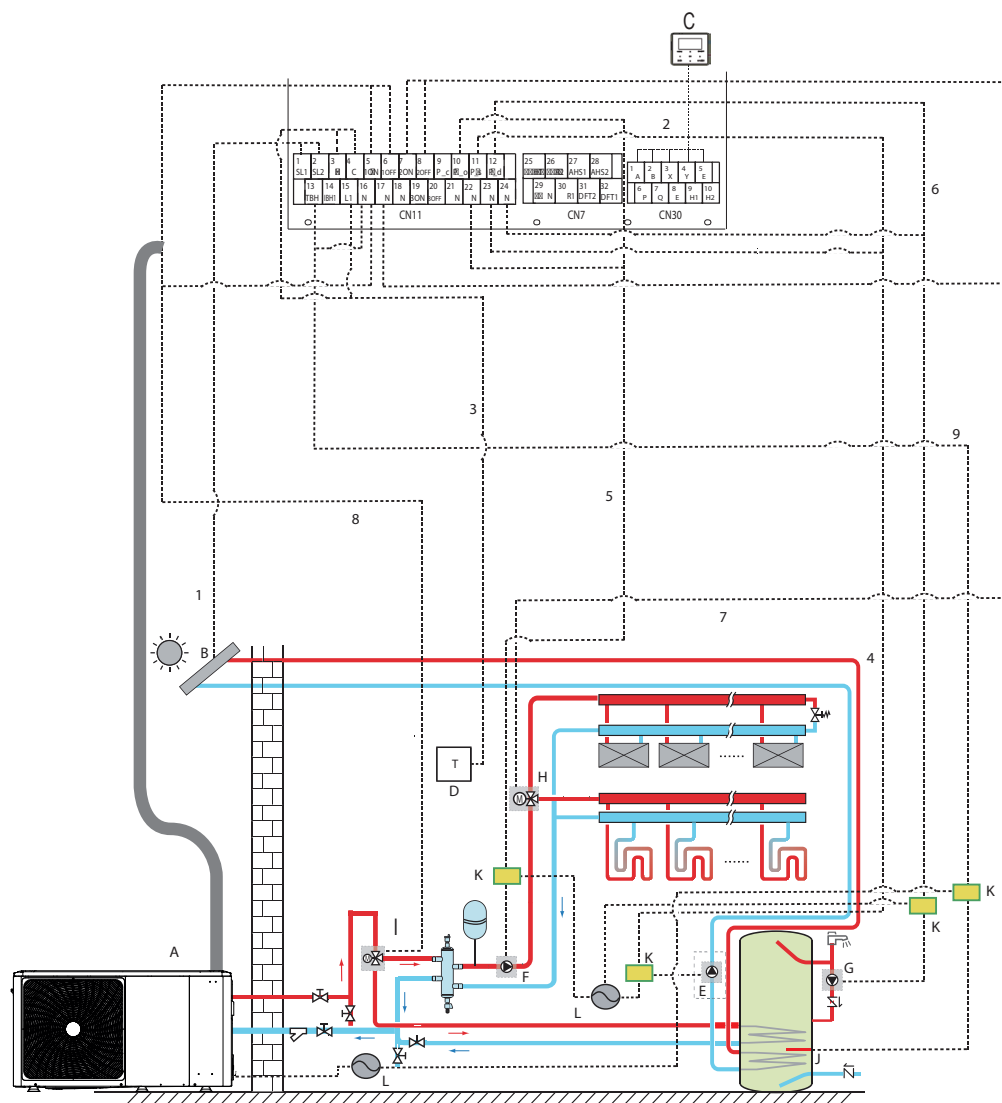 C
2
1 2 3 4 5 6 7 8 9 10 11 12
SL1 SL2 H C 1ON 1OFF 2ON 2OFF P_c P_o P_s P_d
13 14 15 16 17 18 19 20 21 22 23 24
TBH IBH1 L1 N N N 3ON 3OFF N N N N
CN11
25 26 27 28
AHS1 AHS2
29 30 31 32
N R1 DFT2 DFT1
CN7
1 2 3 4 5
A B X Y E
6 7 8 9 10
P Q E H1 H2
CN30
6
3
9
5
8
1
7
B
4
T
D
H
M
K
K
K
I
A
M
F
K
G
E
L
J
L